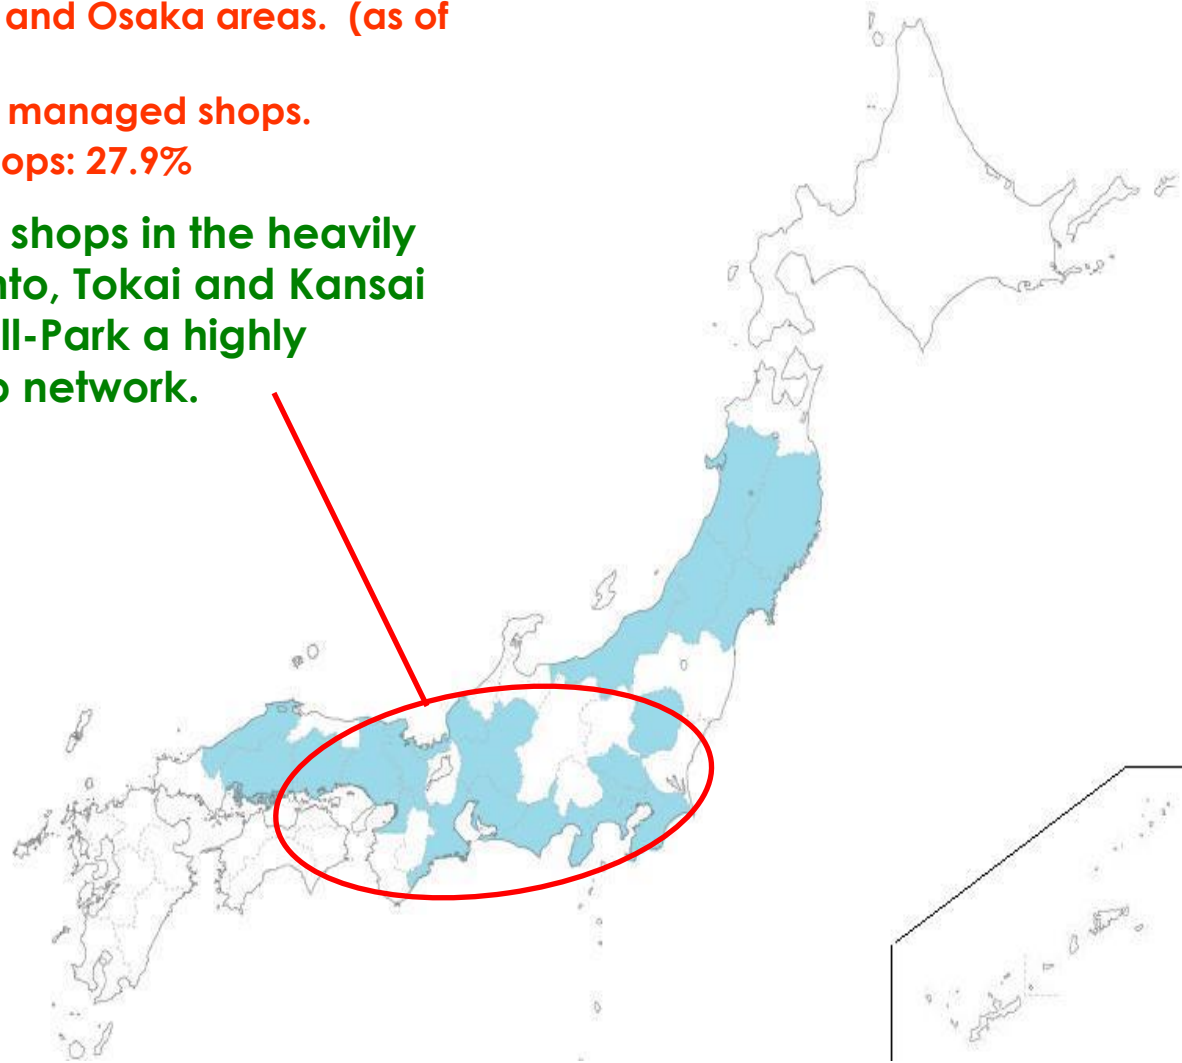 and Osaka areas. (as of
managed shops.
ops: 27.9%
shops in the heavily
nto, Tokai and Kansai
ll-Park a highly
network.